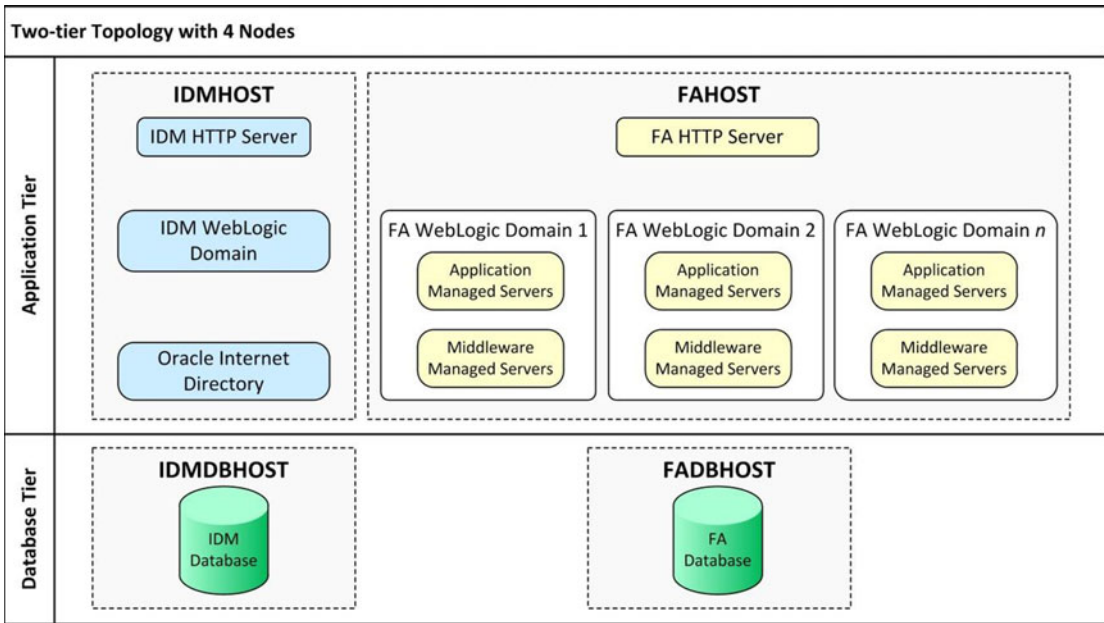 Two-tier Topology with 4 Nodes
Application Tier
IDMHOST
IDM HTTP Server
IDM WebLogic
Domain
Oracle Internet
Directory
FAHOST
FA HTTP Server
FA WebLogic Domain 1
Application
Managed Servers
Middleware
Managed Servers
FA WebLogic Domain 2
Application
Managed Servers
Middleware
Managed Servers
FA WebLogic Domain n
Application
Managed Servers
Middleware
Managed Servers
Database Tier
IDMDBHOST
IDM
Database
FADBHOST
FA
Database